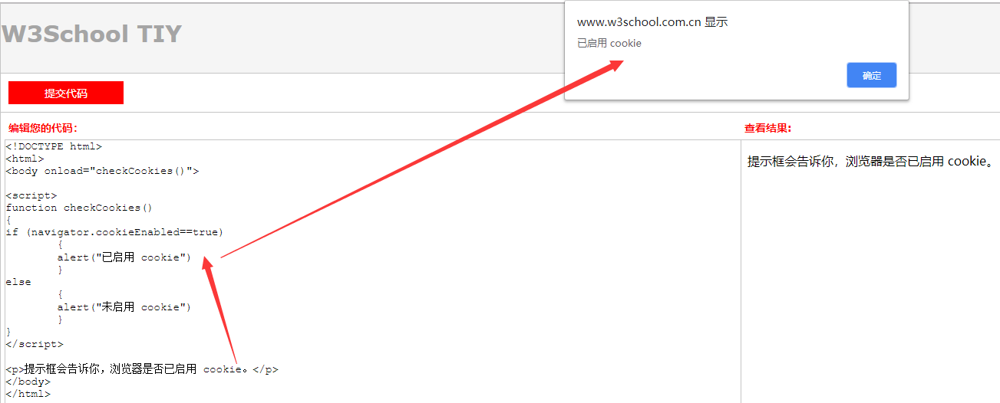 W3School TIY
www.w3school.com.cn 显示
已启用 cookie
确定
提交代码
编辑您的代码：
查看结果:
<!DOCTYPE html>
<html>
<body onload="checkCookies()">
<script>
function checkCookies()
{
if (navigator.cookieEnabled==true)
{
alert("已启用 cookie")
}
else
{
alert("未启用 cookie")
}
}
</script>
<p>提示框会告诉你，浏览器是否已启用 cookie。</p>
</body>
</html>
提示框会告诉你，浏览器是否已启用 cookie。